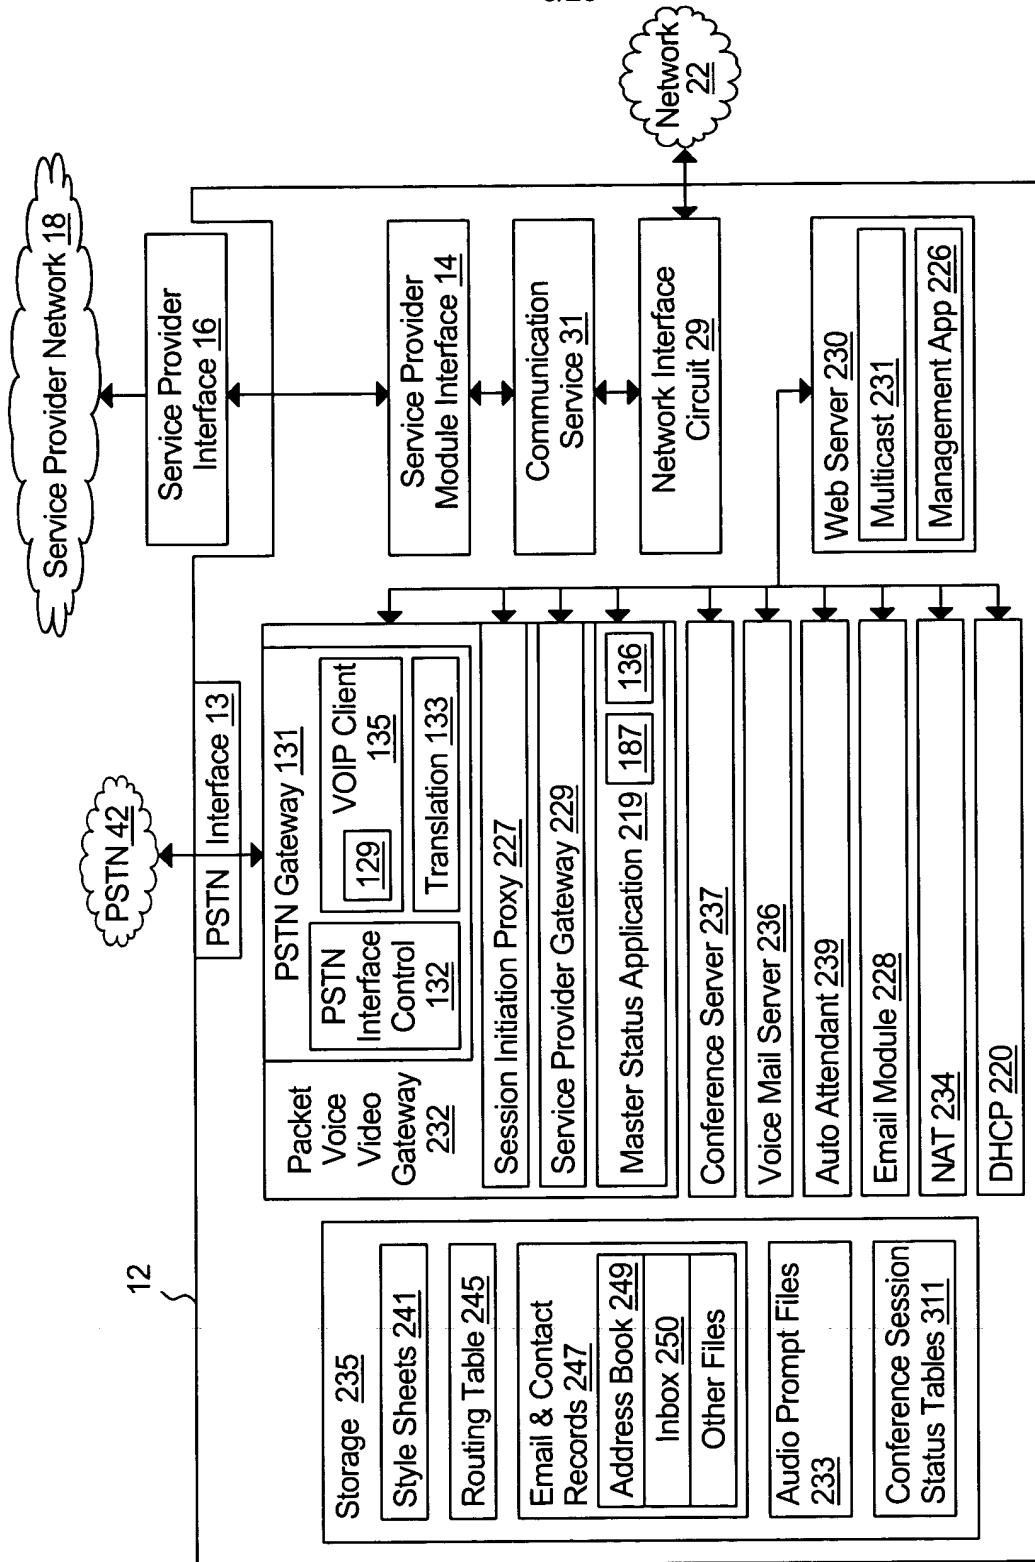 12
Storage 235
Style Sheets 241
Routing Table 245
Email & Contact
Records 247
Address Book 249
Inbox 250
Other Files
Audio Prompt Files
233
Conference Session
Status Tables 311
PSTN 42
PSTN Interface 13
Packet
Voice
Video
Gateway
232
PSTN Gateway 131
PSTN
Interface
Control
132
VOIP Client
135
129
Translation 133
Session Initiation Proxy 227
Service Provider Gateway 229
Master Status Application 219
187
136
Conference Server 237
Voice Mail Server 236
Auto Attendant 239
Email Module 228
NAT 234
DHCP 220
Service Provider Network 18
Service Provider
Interface 16
Service Provider
Module Interface 14
Communication
Service 31
Network Interface
Circuit 29
Web Server 230
Multicast 231
Management App 226
Network
22